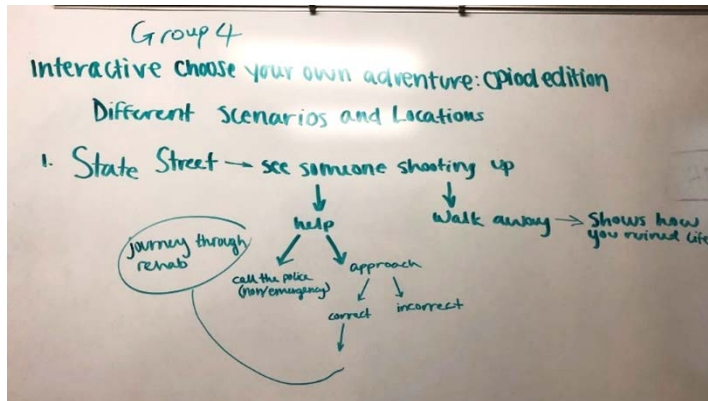 Group 4
Interactive choose your own adventure: Opiod edition
Different Scenarios and Locations
1. State Street → see someone shooting up
help
walk away → Shows how
you ruined life
journey through
rehab
call the police
(non/emergency)
approach
correct
incorrect